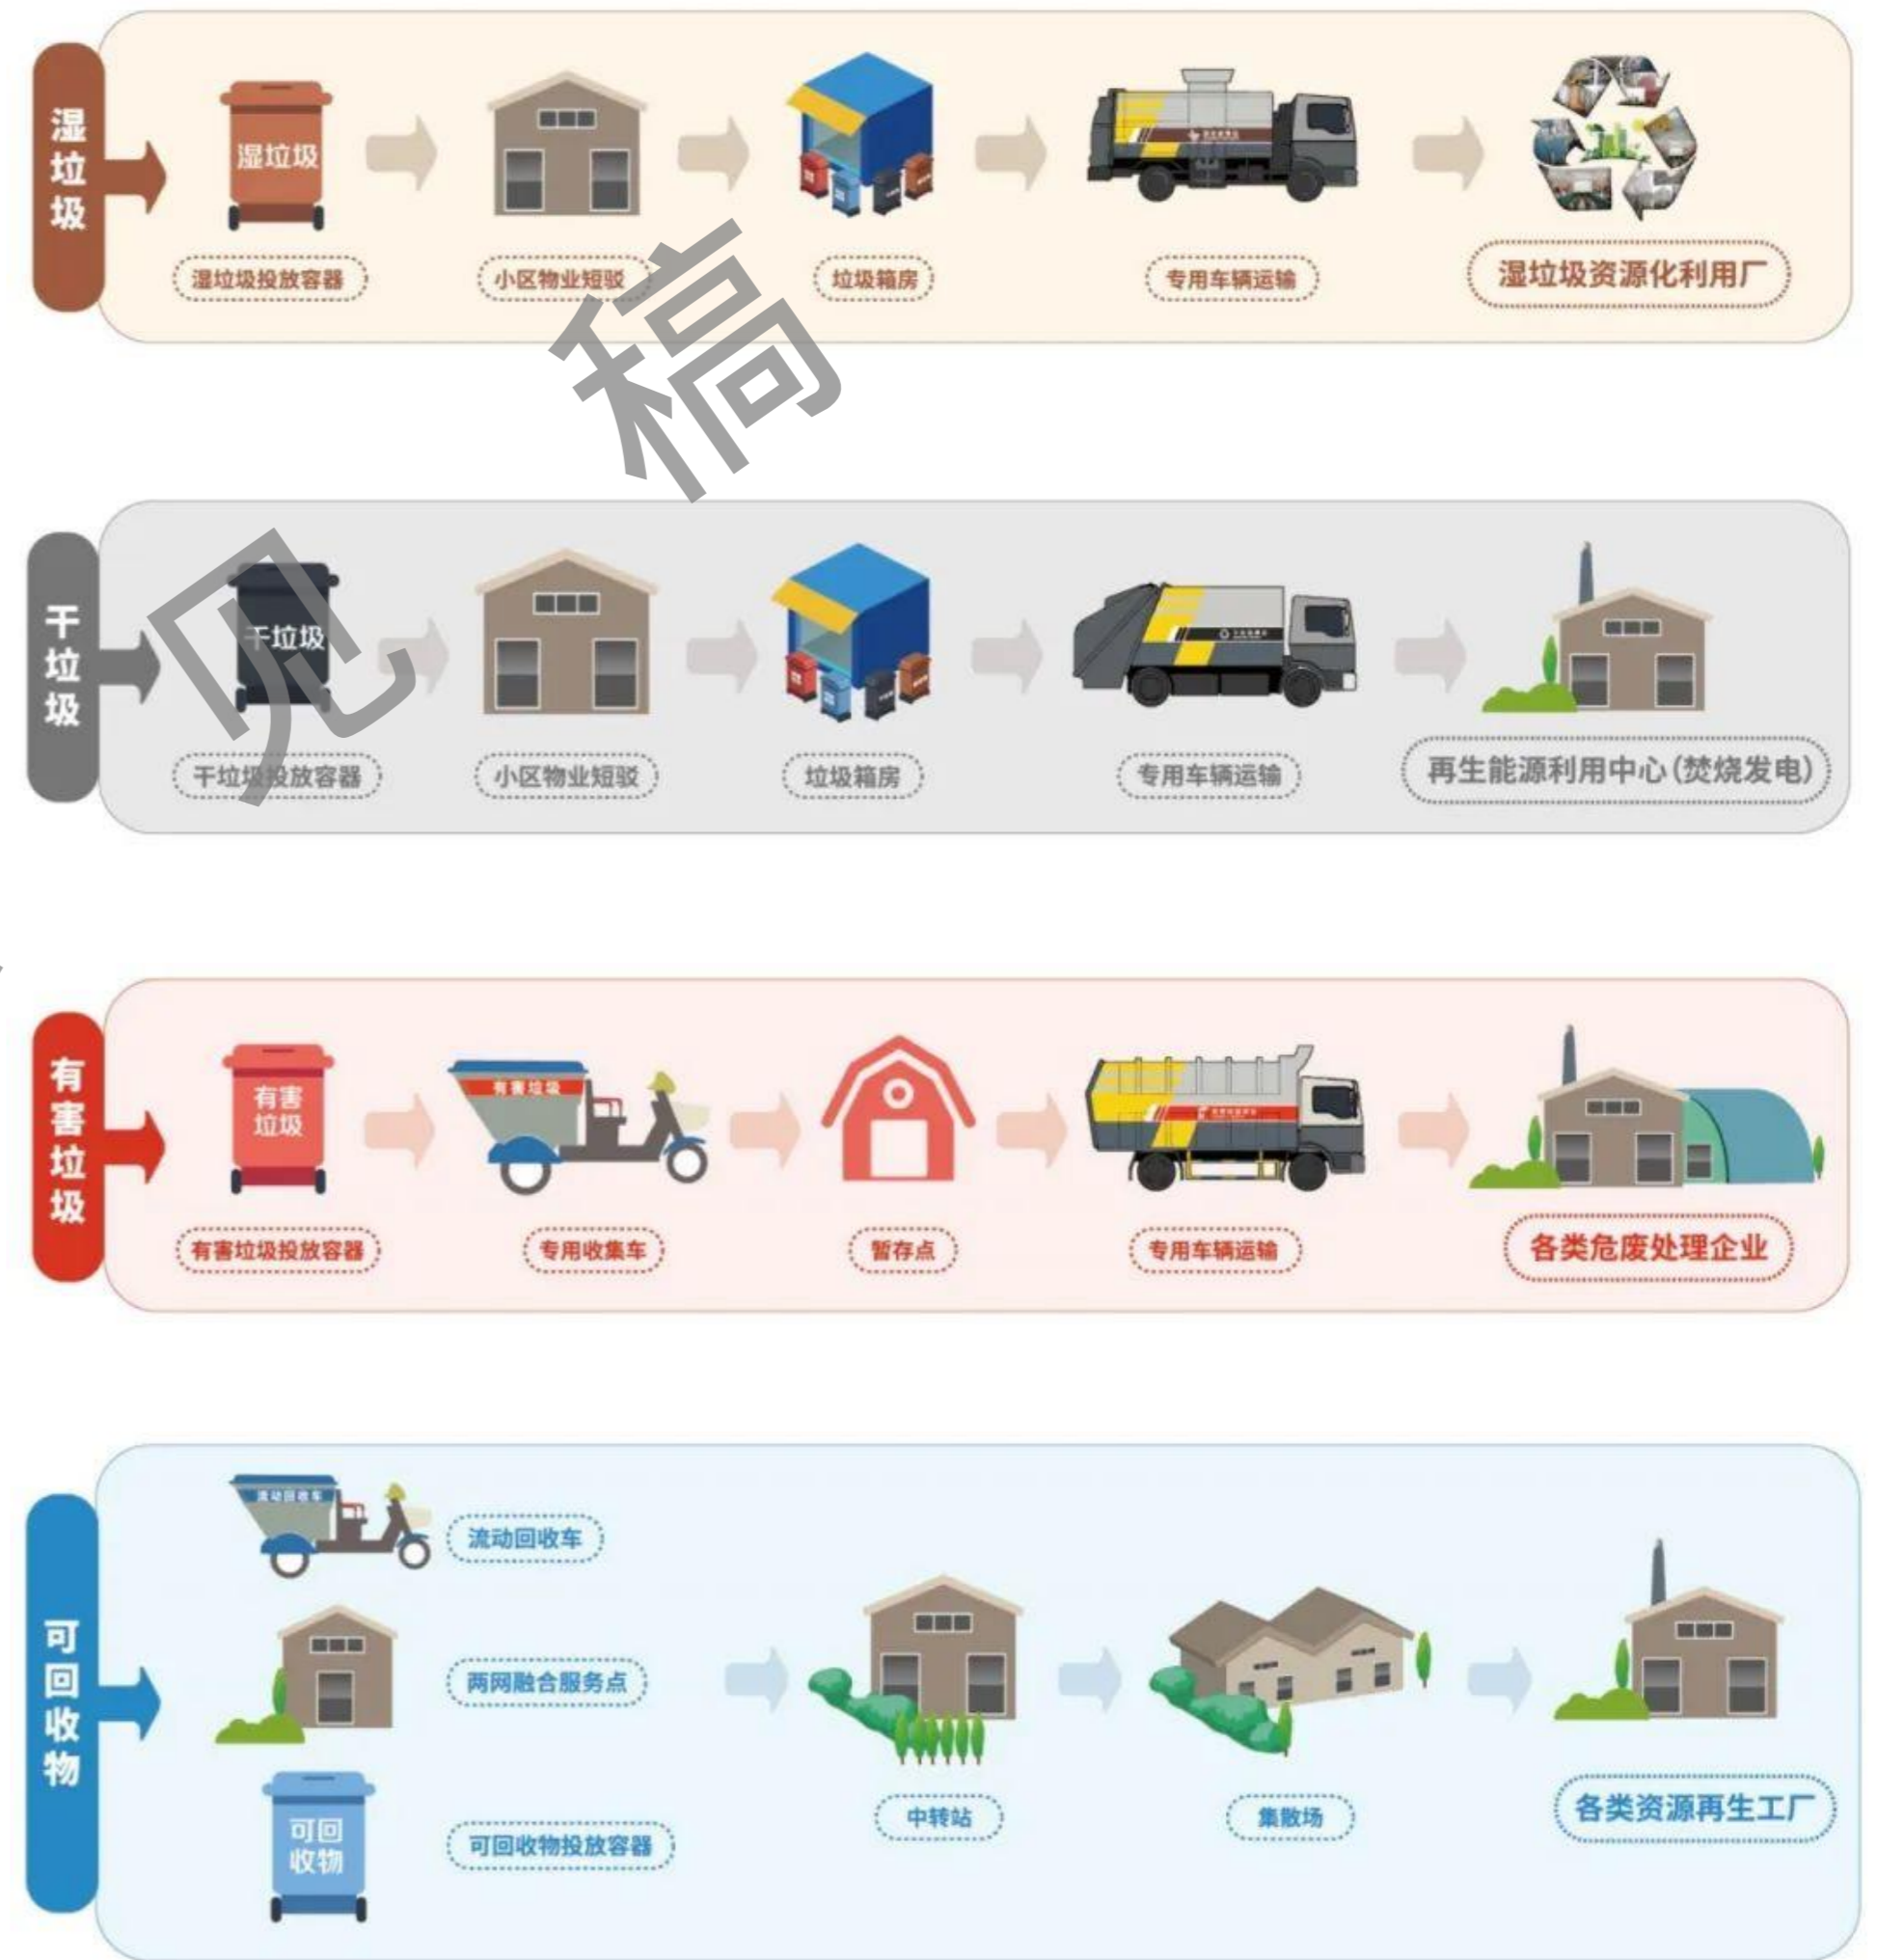 湿垃圾
湿垃圾
湿垃圾投放容器
小区物业短驳
垃圾箱房
专用车辆运输
湿垃圾资源化利用厂
稿
干垃圾
干垃圾
见
干垃圾投放容器
小区物业短驳
垃圾箱房
专用车辆运输
再生能源利用中心(焚烧发电)
有害垃圾
有害
垃圾
有害垃圾
有害垃圾投放容器
专用收集车
暂存点
专用车辆运输
各类危废处理企业
可回收物
流动回收车
流动回收车
两网融合服务点
可回
收物
可回收物投放容器
中转站
集散场
各类资源再生工厂